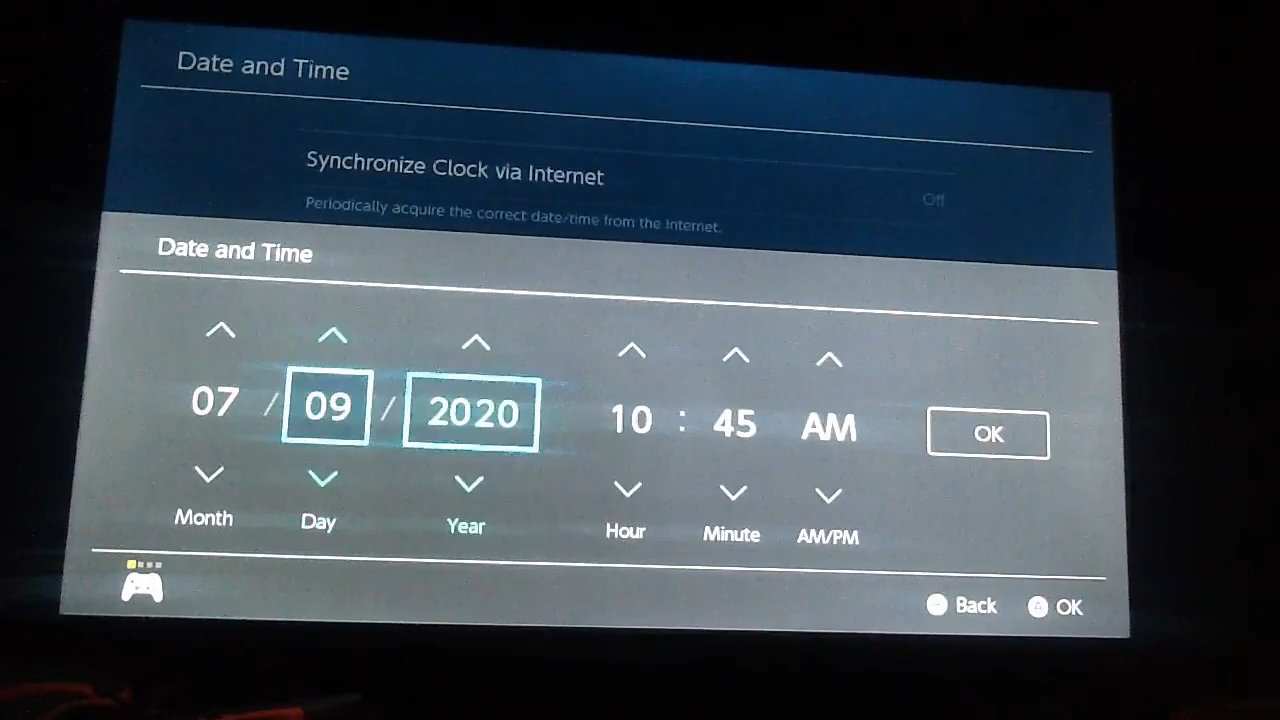 Date and Time
Synchronize Clock via Internet
Off
Periodically acquire the correct date/time from the Internet.
Date and Time
07 / 09 / 2020 10 : 45 AM OK
Month Day Year Hour Minute AM/PM
Back OK